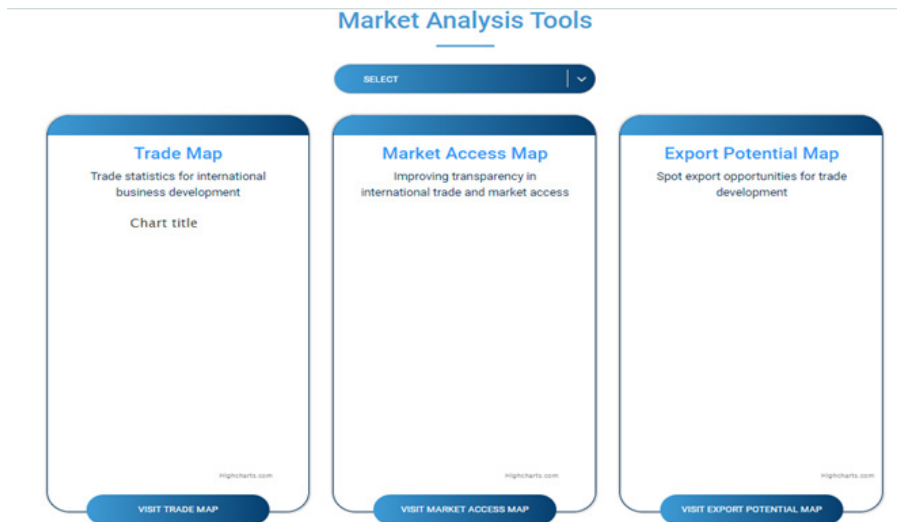 Market Analysis Tools
SELECT
Trade Map
Trade statistics for international
business development
Chart title
Highcharts.com
VISIT TRADE MAP
Market Access Map
Improving transparency in
international trade and market access
Highcharts.com
VISIT MARKET ACCESS MAP
Export Potential Map
Spot export opportunities for trade
development
Highcharts.com
VISIT EXPORT POTENTIAL MAP